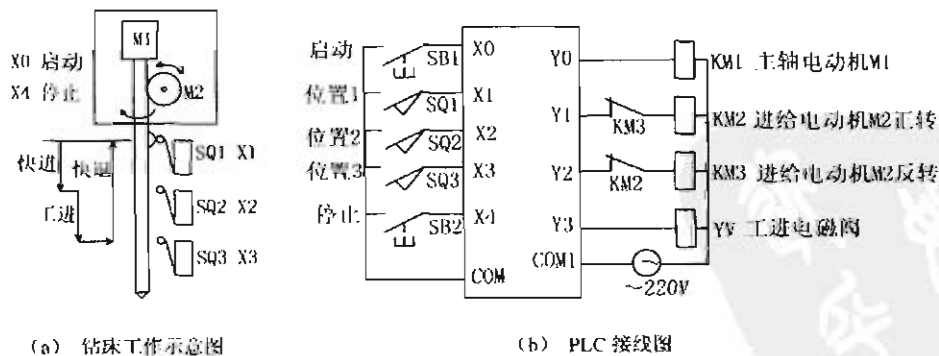 M1
X0 启动
X4 停止
M2
快进
快退
工进
SQ1 X1
SQ2 X2
SQ3 X3
(a) 钻床工作示意图
启动
SB1
X0
位置1
SQ1
X1
位置2
SQ2
X2
位置3
SQ3
X3
停止
SB2
X4
COM
Y0
KM1 主轴电动机M1
Y1
KM3
KM2 进给电动机M2正转
Y2
KM2
KM3 进给电动机M2反转
Y3
YV 工进电磁阀
COM1
~220V
(b) PLC 接线图